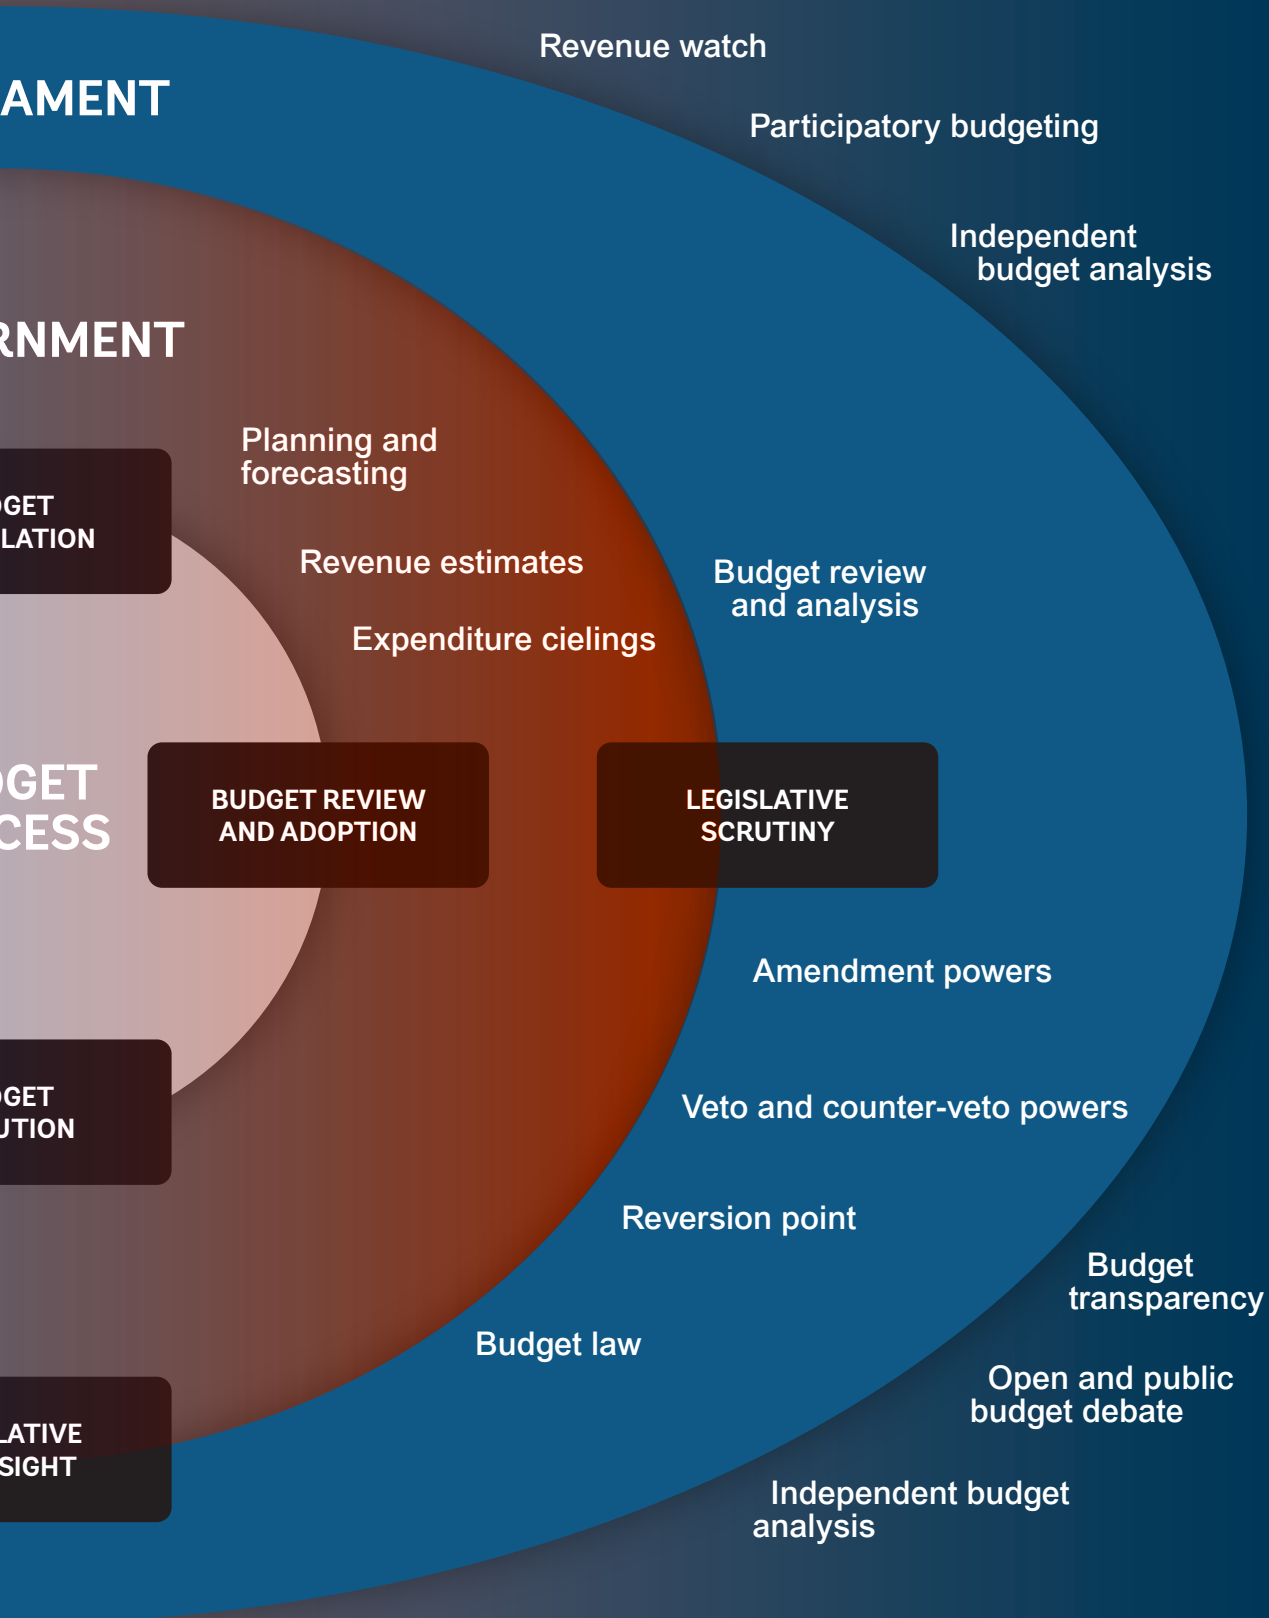 Revenue watch
AMENT
Participatory budgeting
Independent
budget analysis
RNMENT
Planning and
forecasting
GET
LATION
Revenue estimates
Budget review
and analysis
Expenditure cielings
GET
CESS
BUDGET REVIEW
AND ADOPTION
LEGISLATIVE
SCRUTINY
Amendment powers
GET
UTION
Veto and counter-veto powers
Reversion point
Budget
transparency
Budget law
Open and public
budget debate
LATIVE
SIGHT
Independent budget
analysis